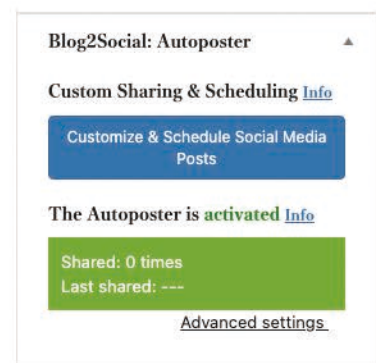 Blog2Social: Autoposter
Custom Sharing & Scheduling Info
Customize & Schedule Social Media
Posts
The Autoposter is activated Info
Shared: 0 times
Last shared: ---
Advanced settings